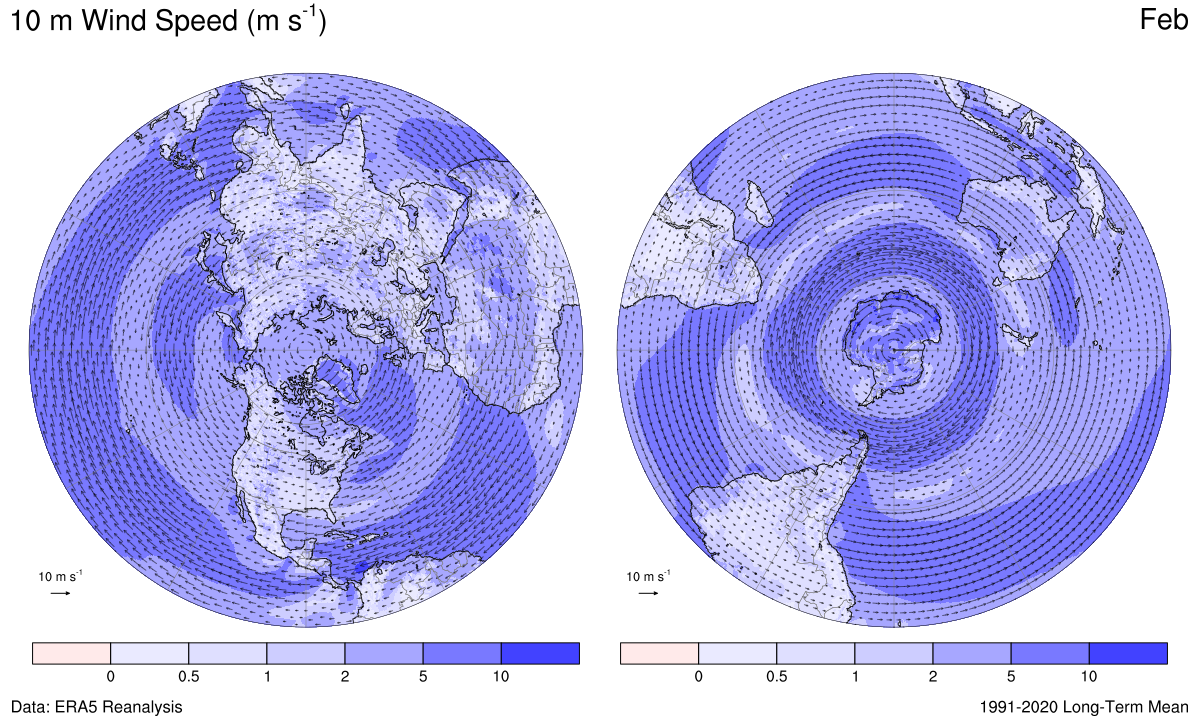 10 m Wind Speed (m s⁻¹)
Feb
10 m s⁻¹
10 m s⁻¹
0 0.5 1 2 5 10
0 0.5 1 2 5 10
Data: ERA5 Reanalysis
1991-2020 Long-Term Mean